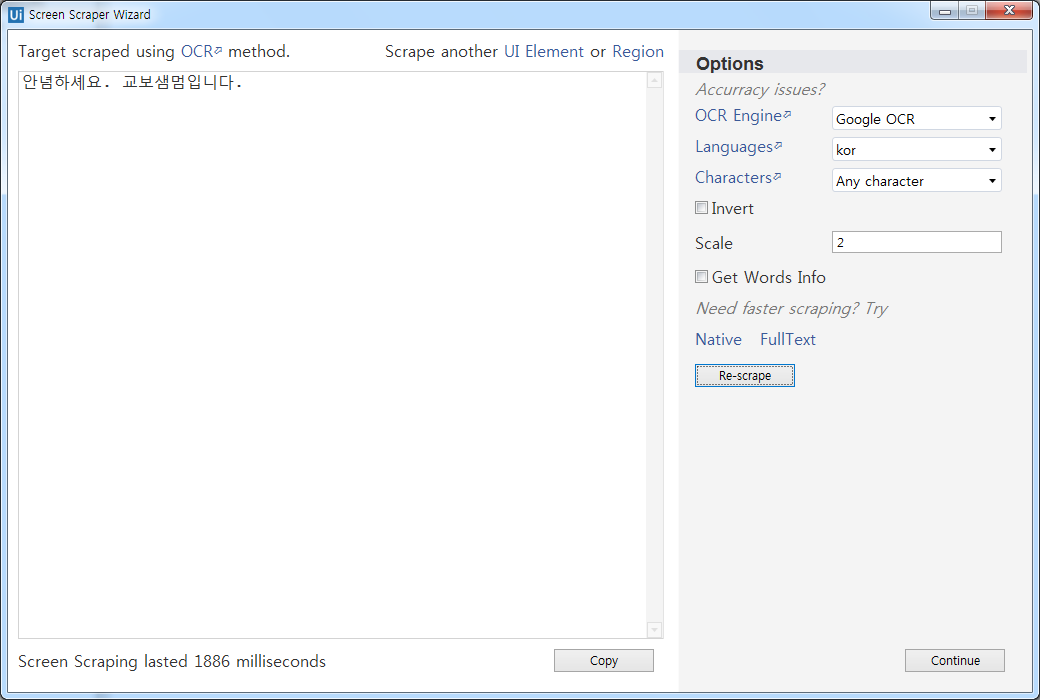 Ui Screen Scraper Wizard
Target scraped using OCR method.
Scrape another UI Element or Region
안념하세요. 교보샘멈입니다.
Screen Scraping lasted 1886 milliseconds
Copy
Options
Accurracy issues?
OCR Engine Google OCR
Languages kor
Characters Any character
Invert
Scale 2
Get Words Info
Need faster scraping? Try
Native FullText
Re-scrape
Continue